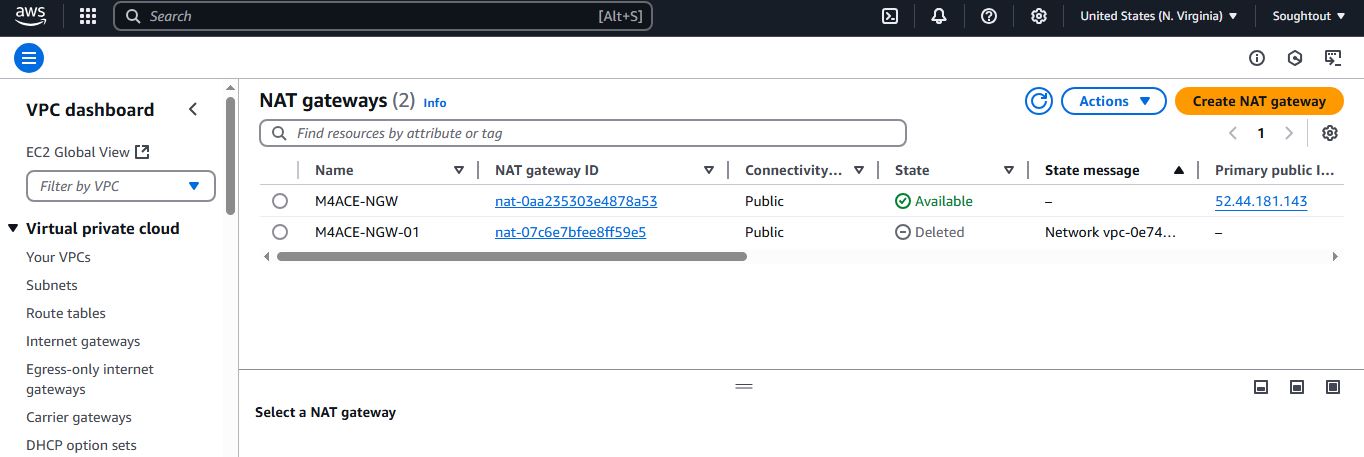 aws
Search [Alt+S]
United States (N. Virginia)
Soughtout
VPC dashboard
EC2 Global View
Filter by VPC
Virtual private cloud
Your VPCs
Subnets
Route tables
Internet gateways
Egress-only internet
gateways
Carrier gateways
DHCP option sets
NAT gateways (2) Info
Actions
Create NAT gateway
Find resources by attribute or tag
1
Name NAT gateway ID Connectivity... State State message Primary public I...
M4ACE-NGW nat-0aa235303e4878a53 Public Available – 52.44.181.143
M4ACE-NGW-01 nat-07c6e7bfee8ff59e5 Public Deleted Network vpc-0e74... –
Select a NAT gateway